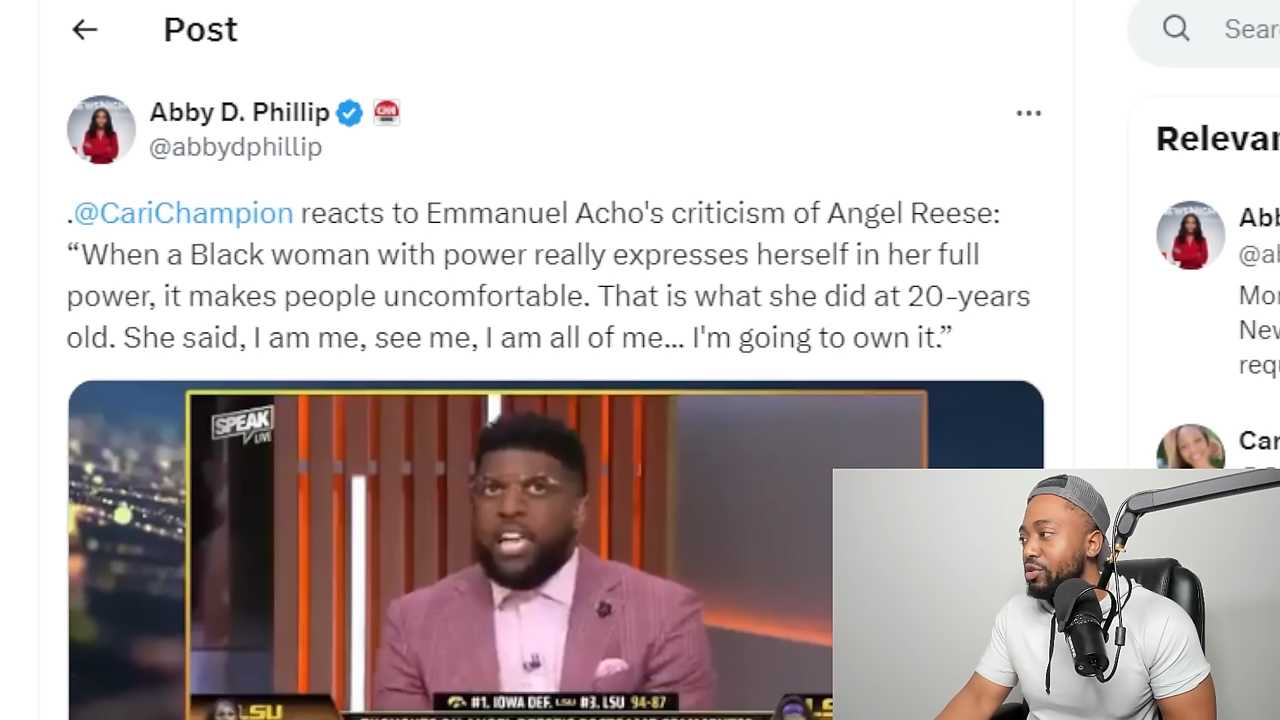 Post
Sear
Abby D. Phillip
@abbydphillip
.@CariChampion reacts to Emmanuel Acho's criticism of Angel Reese:
“When a Black woman with power really expresses herself in her full
power, it makes people uncomfortable. That is what she did at 20-years
old. She said, I am me, see me, I am all of me... I'm going to own it.”
Relevan
Abb
@ab
Mor
New
requ
Car
SPEAK
LIVE
#1. IOWA DEF. LSU #3. LSU 94-87
LSU